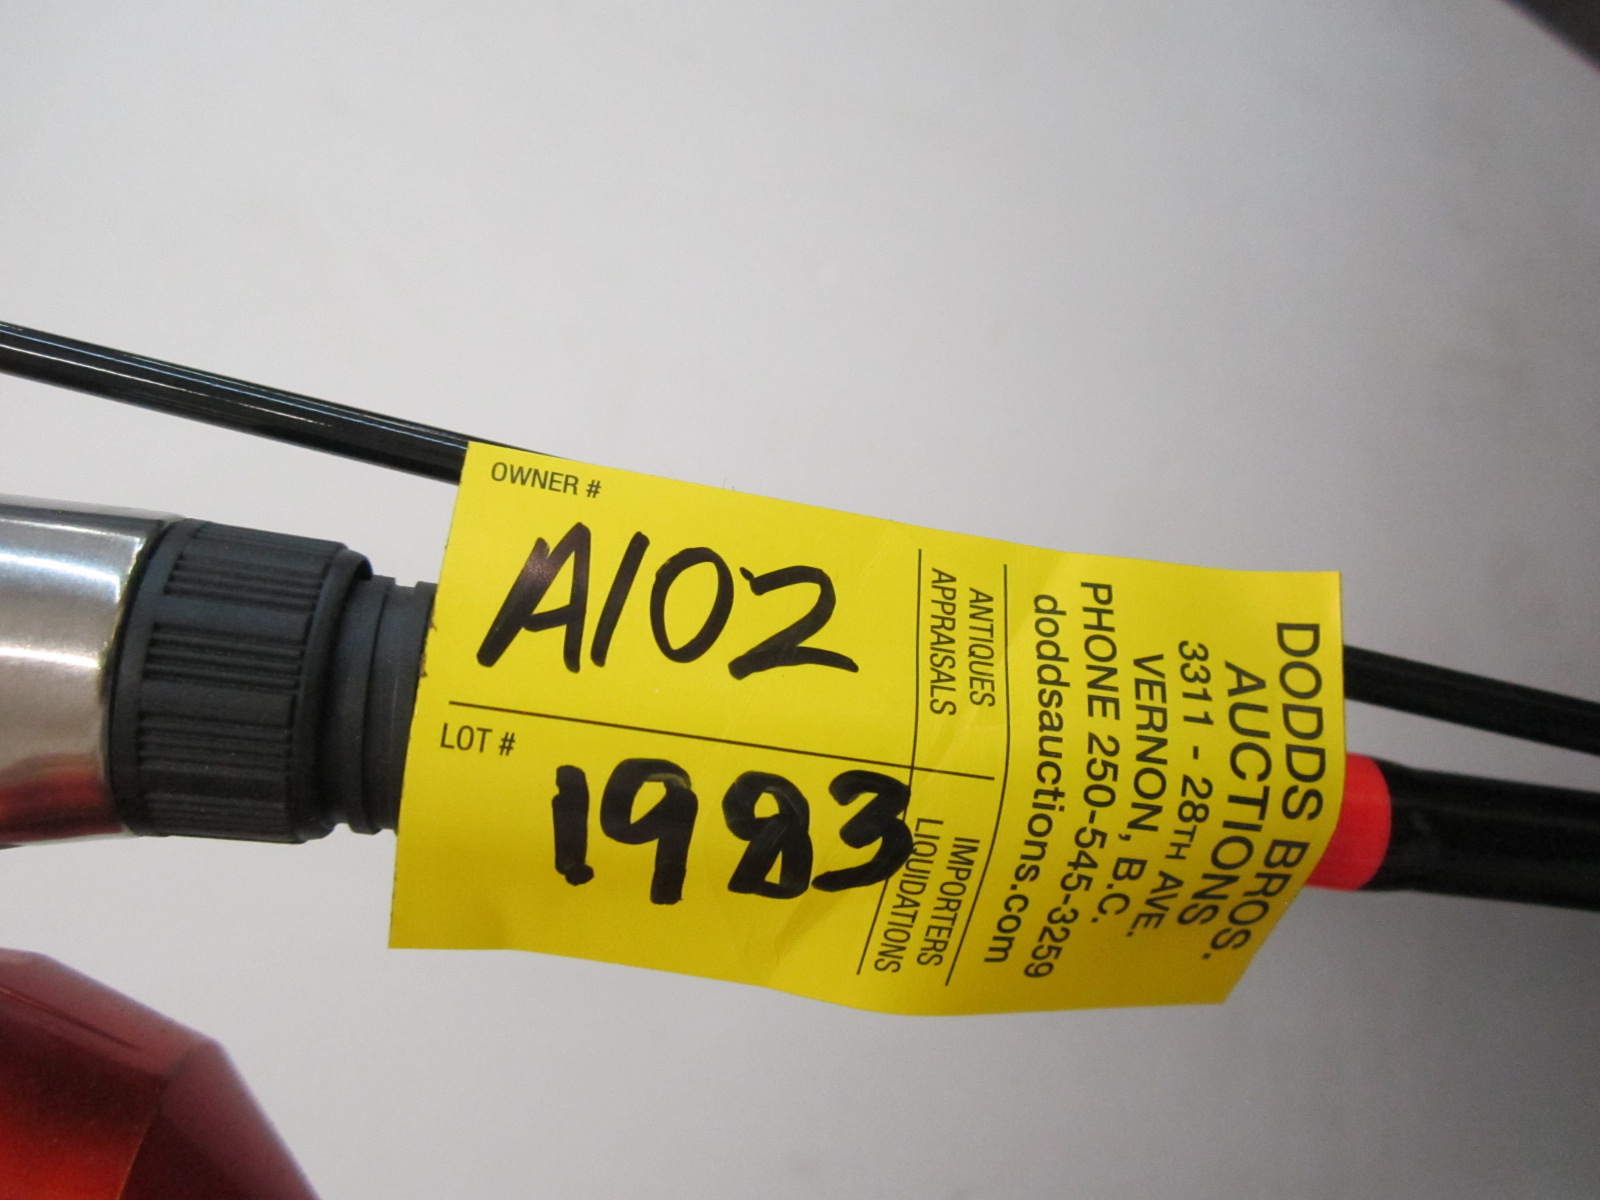 OWNER #
A102
LOT #
1983
ANTIQUES
APPRAISALS
IMPORTERS
LIQUIDATIONS
DODDS BROS.
AUCTIONS
3311 - 28TH AVE.
VERNON, B.C.
PHONE 250-545-3259
doddsauctions.com